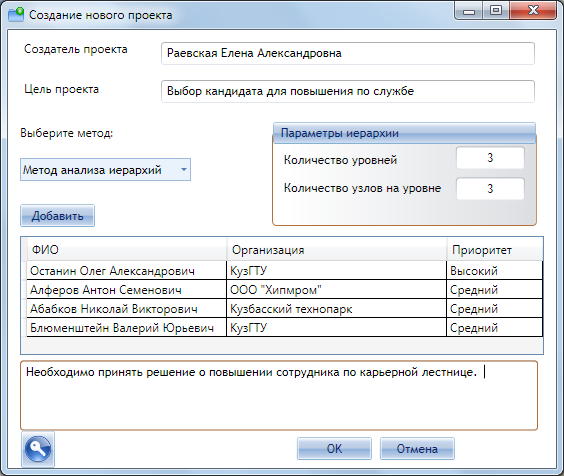 Создание нового проекта
Создатель проекта Раевская Елена Александровна
Цель проекта Выбор кандидата для повышения по службе
Выберите метод:
Метод анализа иерархий
Параметры иерархии
Количество уровней 3
Количество узлов на уровне 3
Добавить
ФИО Организация Приоритет
Останин Олег Александрович КузГТУ Высокий
Алферов Антон Семенович ООО "Хипмром" Средний
Абабков Николай Викторович Кузбасский технопарк Средний
Блюменштейн Валерий Юрьевич КузГТУ Средний
Необходимо принять решение о повышении сотрудника по карьерной лестнице.
OK Отмена